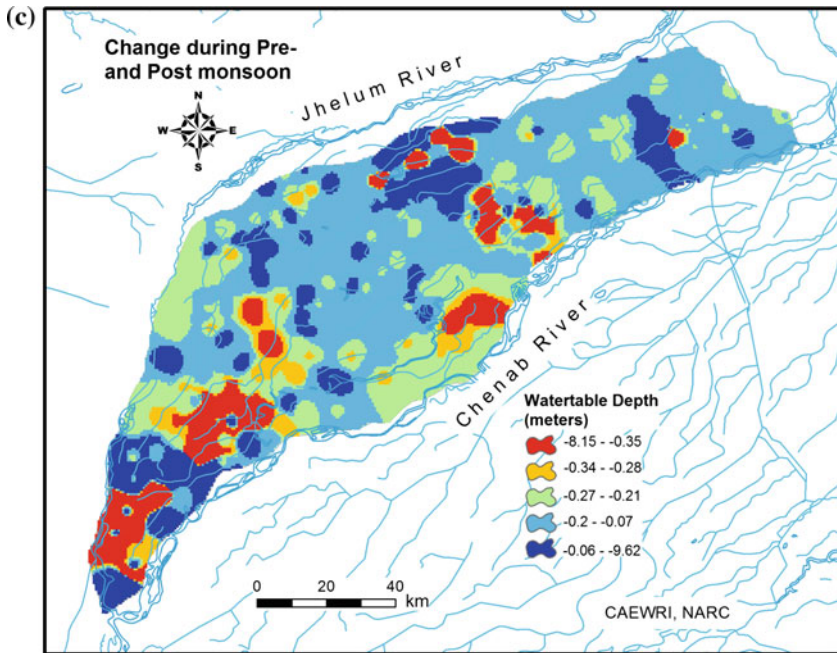 (c)
Change during Pre-
and Post monsoon
N
W E
S
Jhelum River
Chenab River
Watertable Depth
(meters)
-8.15 - -0.35
-0.34 - -0.28
-0.27 - -0.21
-0.2 - -0.07
-0.06 - -9.62
0 20 40
km
CAEWRI, NARC